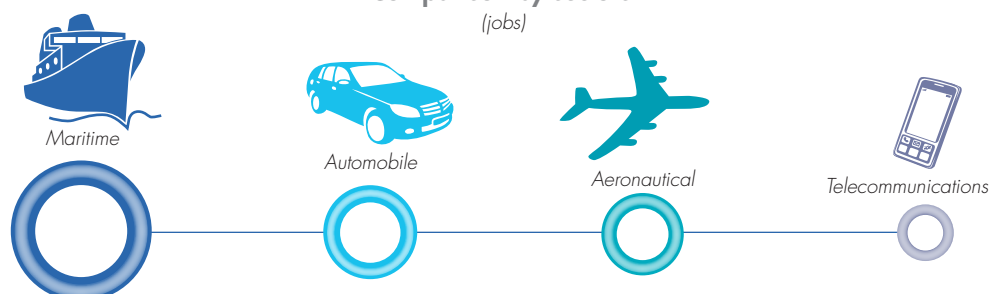 (jobs)
Maritime
Automobile
Aeronautical
Telecommunications